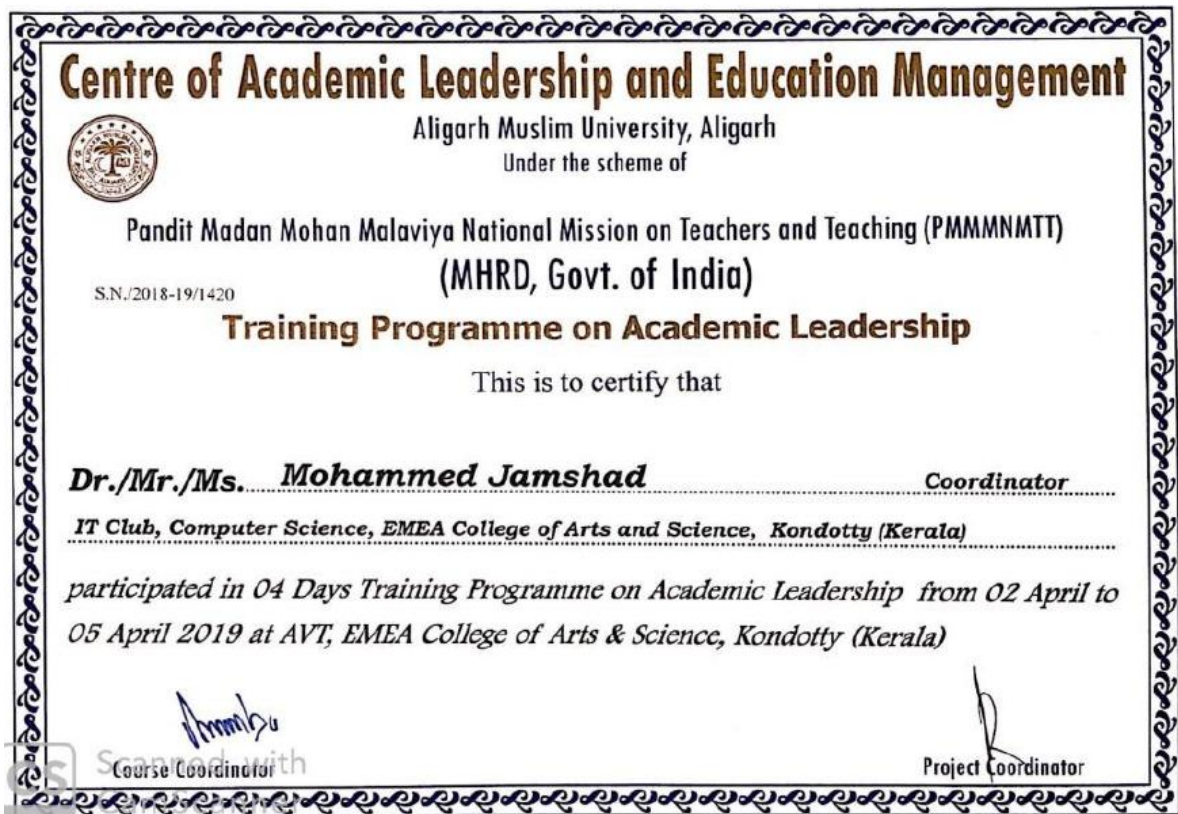 Centre of Academic Leadership and Education Management
Aligarh Muslim University, Aligarh
Under the scheme of
Pandit Madan Mohan Malaviya National Mission on Teachers and Teaching (PMMMNMTT)
(MHRD, Govt. of India)
S.N./2018-19/1420
Training Programme on Academic Leadership
This is to certify that
Dr./Mr./Ms. Mohammed Jamshad Coordinator
IT Club, Computer Science, EMEA College of Arts and Science, Kondotty (Kerala)
participated in 04 Days Training Programme on Academic Leadership from 02 April to
05 April 2019 at AVT, EMEA College of Arts & Science, Kondotty (Kerala)
Course Coordinator
Project Coordinator
CS Scanned with
CamScanner